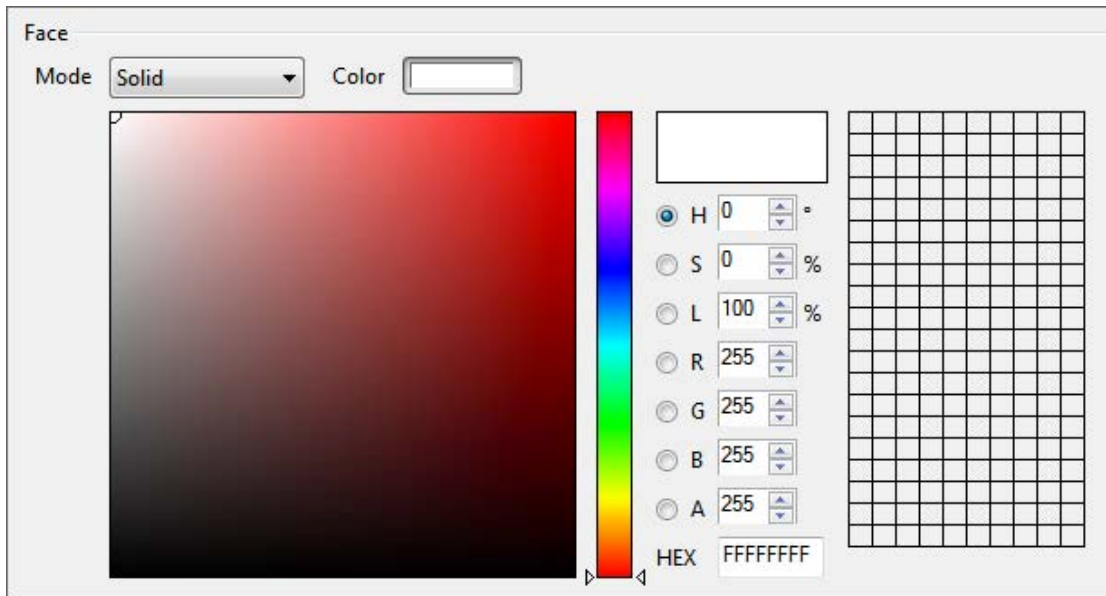 Face
Mode Solid Color
H 0 °
S 0 %
L 100 %
R 255
G 255
B 255
A 255
HEX FFFFFFFF